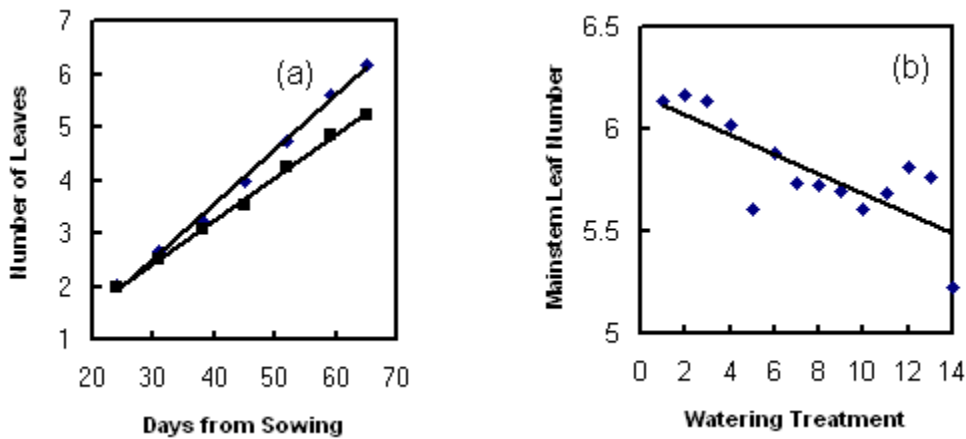 7
6
5
4
3
2
1
20 30 40 50 60 70
Number of Leaves
Days from Sowing
(a)
6.5
6
5.5
5
0 2 4 6 8 10 12 14
Mainstem Leaf Number
Watering Treatment
(b)